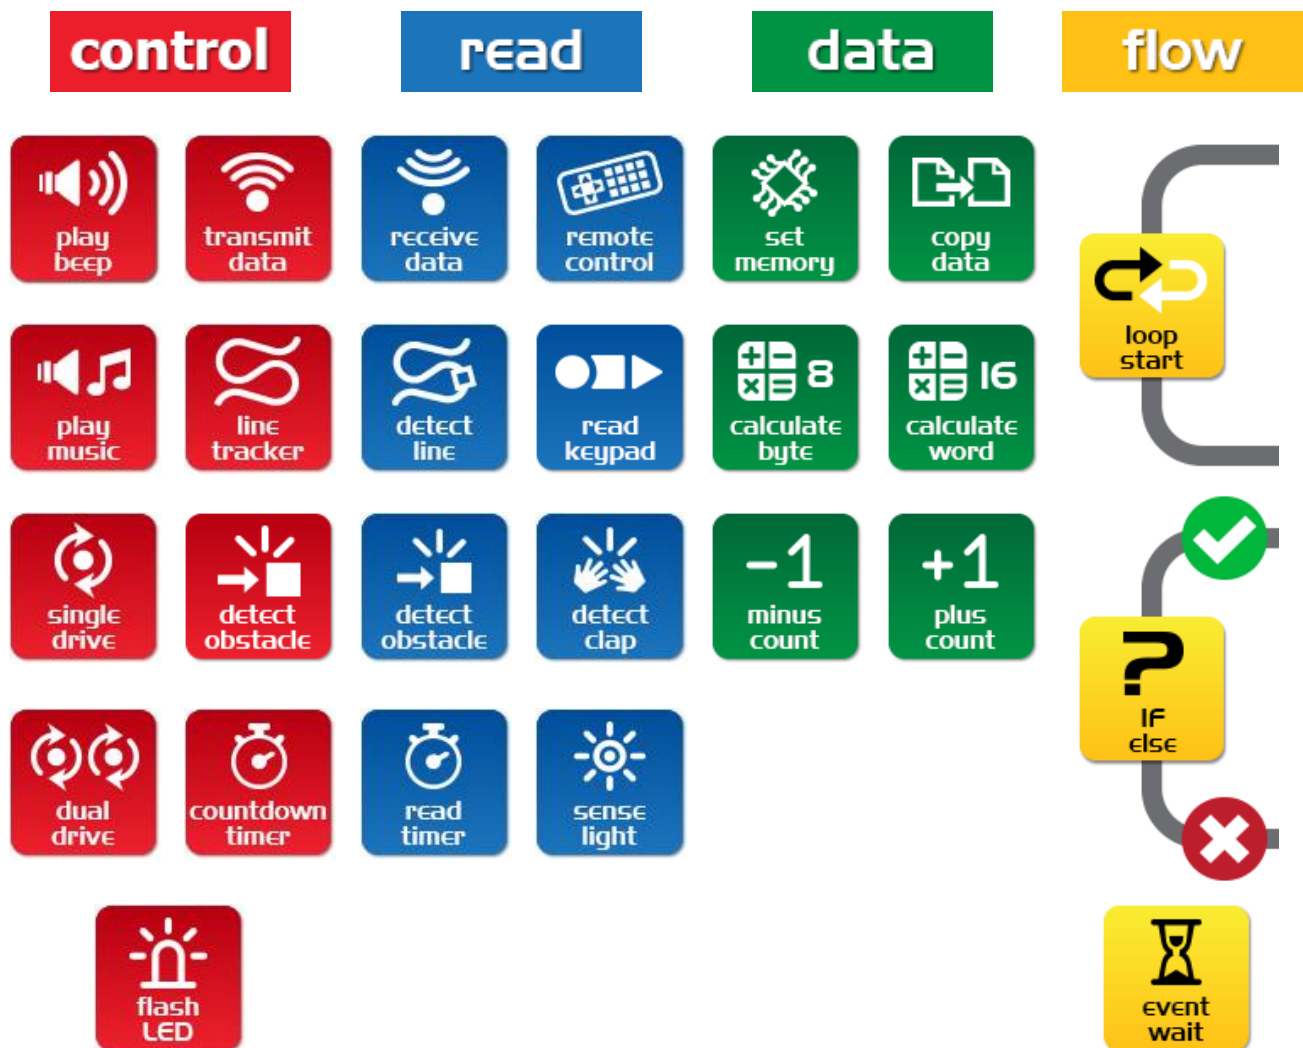 control
read
data
flow
play
beep
transmit
data
receive
data
remote
control
set
memory
copy
data
loop
start
play
music
line
tracker
detect
line
read
keypad
8
calculate
byte
16
calculate
word
single
drive
detect
obstacle
detect
obstacle
detect
clap
-1
minus
count
+1
plus
count
?
IF
else
dual
drive
countdown
timer
read
timer
sense
light
flash
LED
event
wait